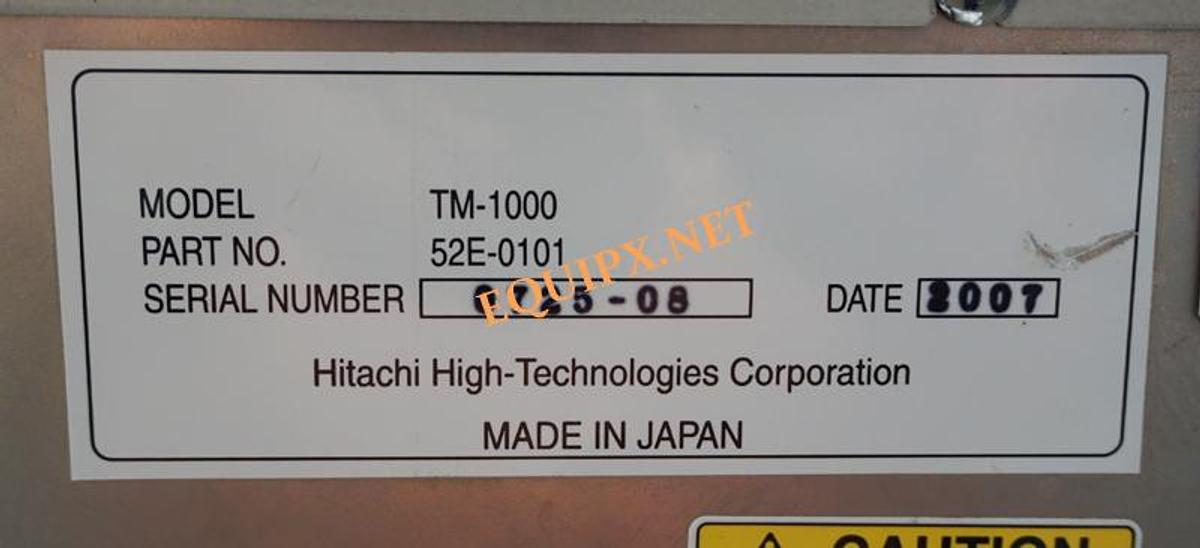 MODEL TM-1000
PART NO. 52E-0101
SERIAL NUMBER DATE 2007
Hitachi High-Technologies Corporation
MADE IN JAPAN
EQUIPX.NET
CAUTION